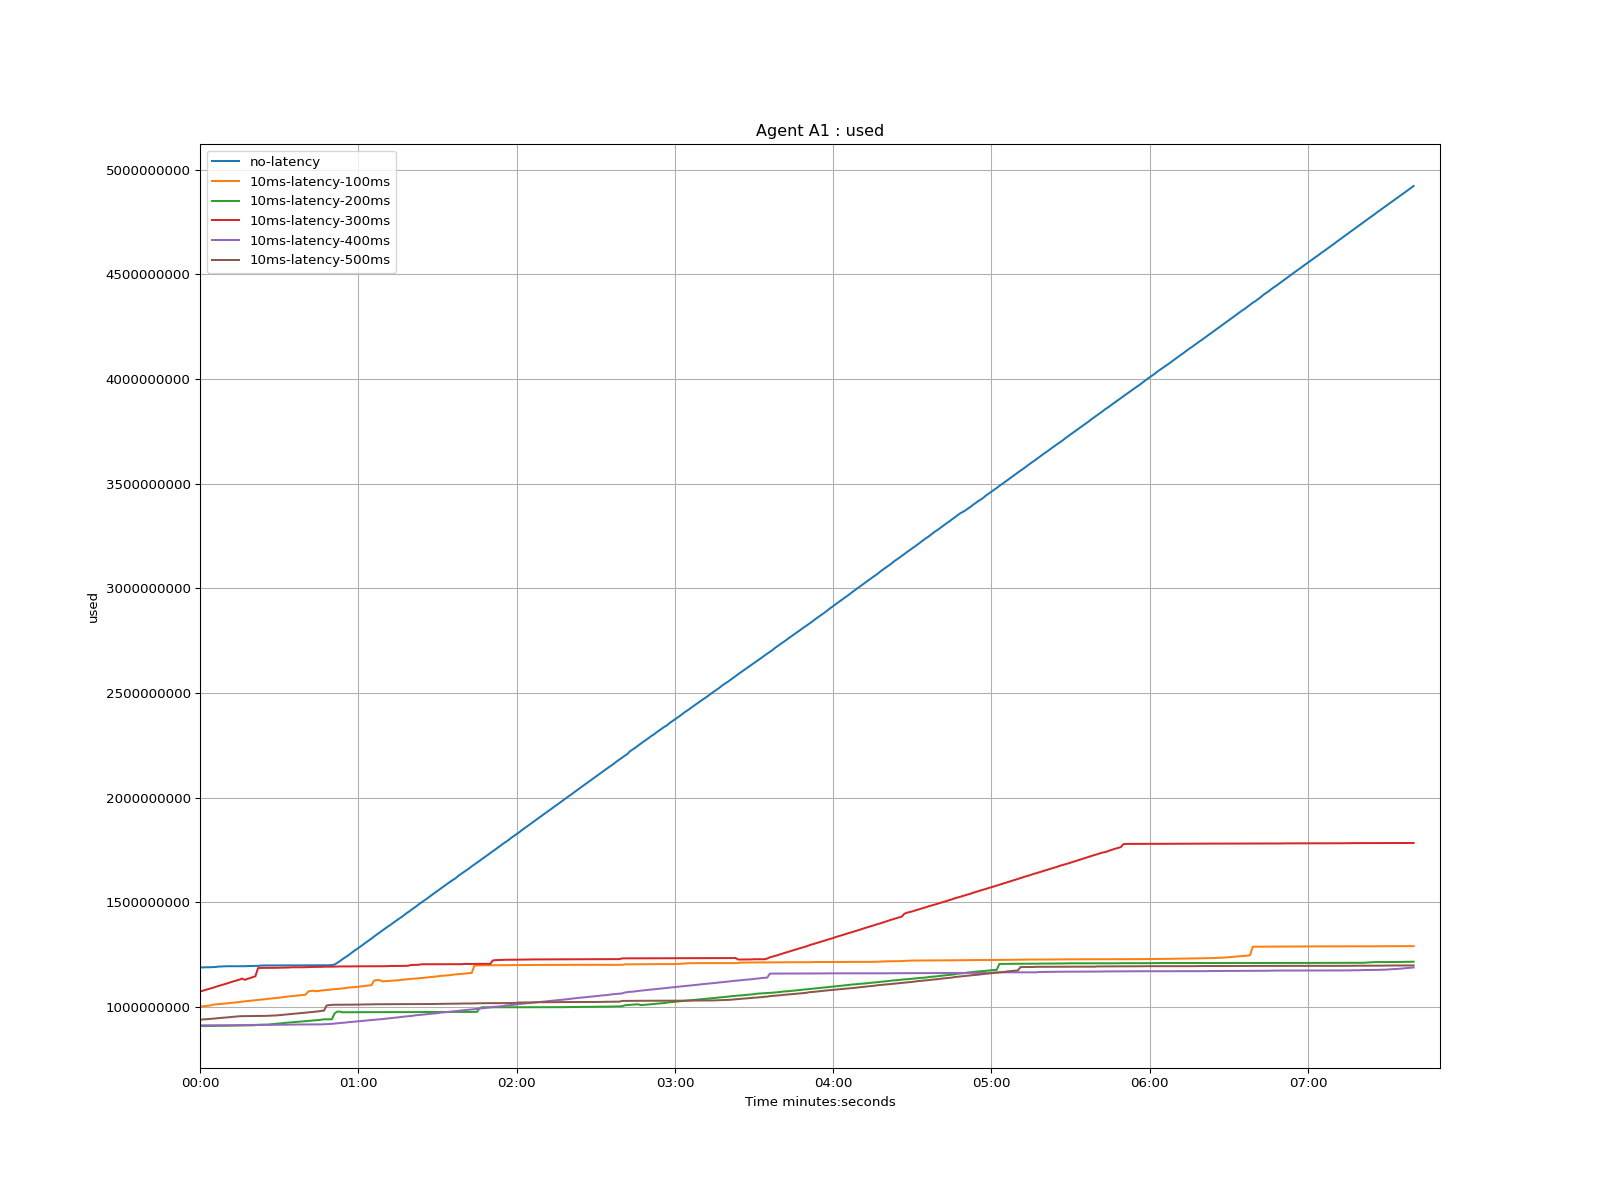 Agent A1 : used
no-latency
10ms-latency-100ms
10ms-latency-200ms
10ms-latency-300ms
10ms-latency-400ms
10ms-latency-500ms
5000000000
4500000000
4000000000
3500000000
3000000000
2500000000
2000000000
1500000000
1000000000
used
00:00 01:00 02:00 03:00 04:00 05:00 06:00 07:00
Time minutes:seconds